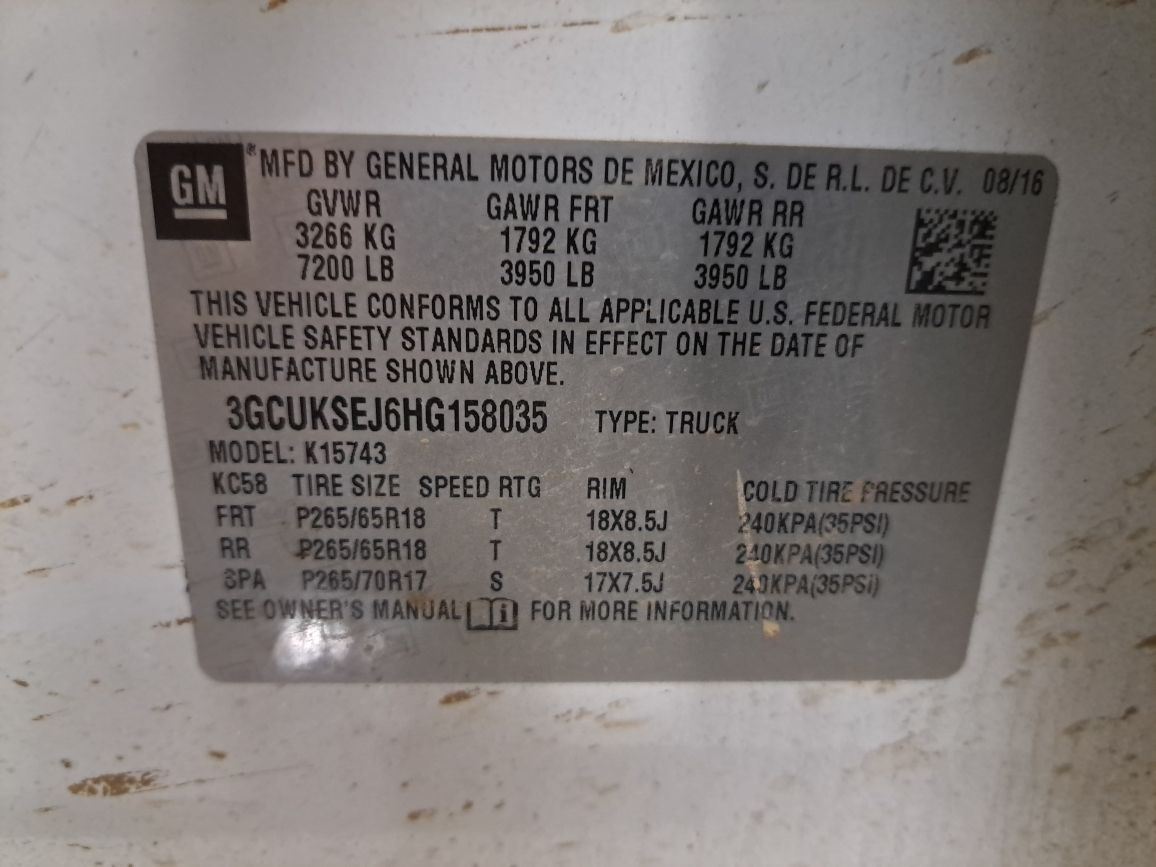 GM
*MFD BY GENERAL MOTORS DE MEXICO, S. DE R.L. DE C.V. 08/16
GVWR GAWR FRT GAWR RR
3266 KG 1792 KG 1792 KG
7200 LB 3950 LB 3950 LB
THIS VEHICLE CONFORMS TO ALL APPLICABLE U.S. FEDERAL MOTOR
VEHICLE SAFETY STANDARDS IN EFFECT ON THE DATE OF
MANUFACTURE SHOWN ABOVE.
3GCUKSEJ6HG158035 TYPE: TRUCK
MODEL: K15743
KC58 TIRE SIZE SPEED RTG RIM COLD TIRE PRESSURE
FRT P265/65R18 T 18X8.5J 240KPA(35PSI)
RR P265/65R18 T 18X8.5J 240KPA(35PSI)
SPA P265/70R17 S 17X7.5J 240KPA(35PSI)
SEE OWNER'S MANUAL i FOR MORE INFORMATION.